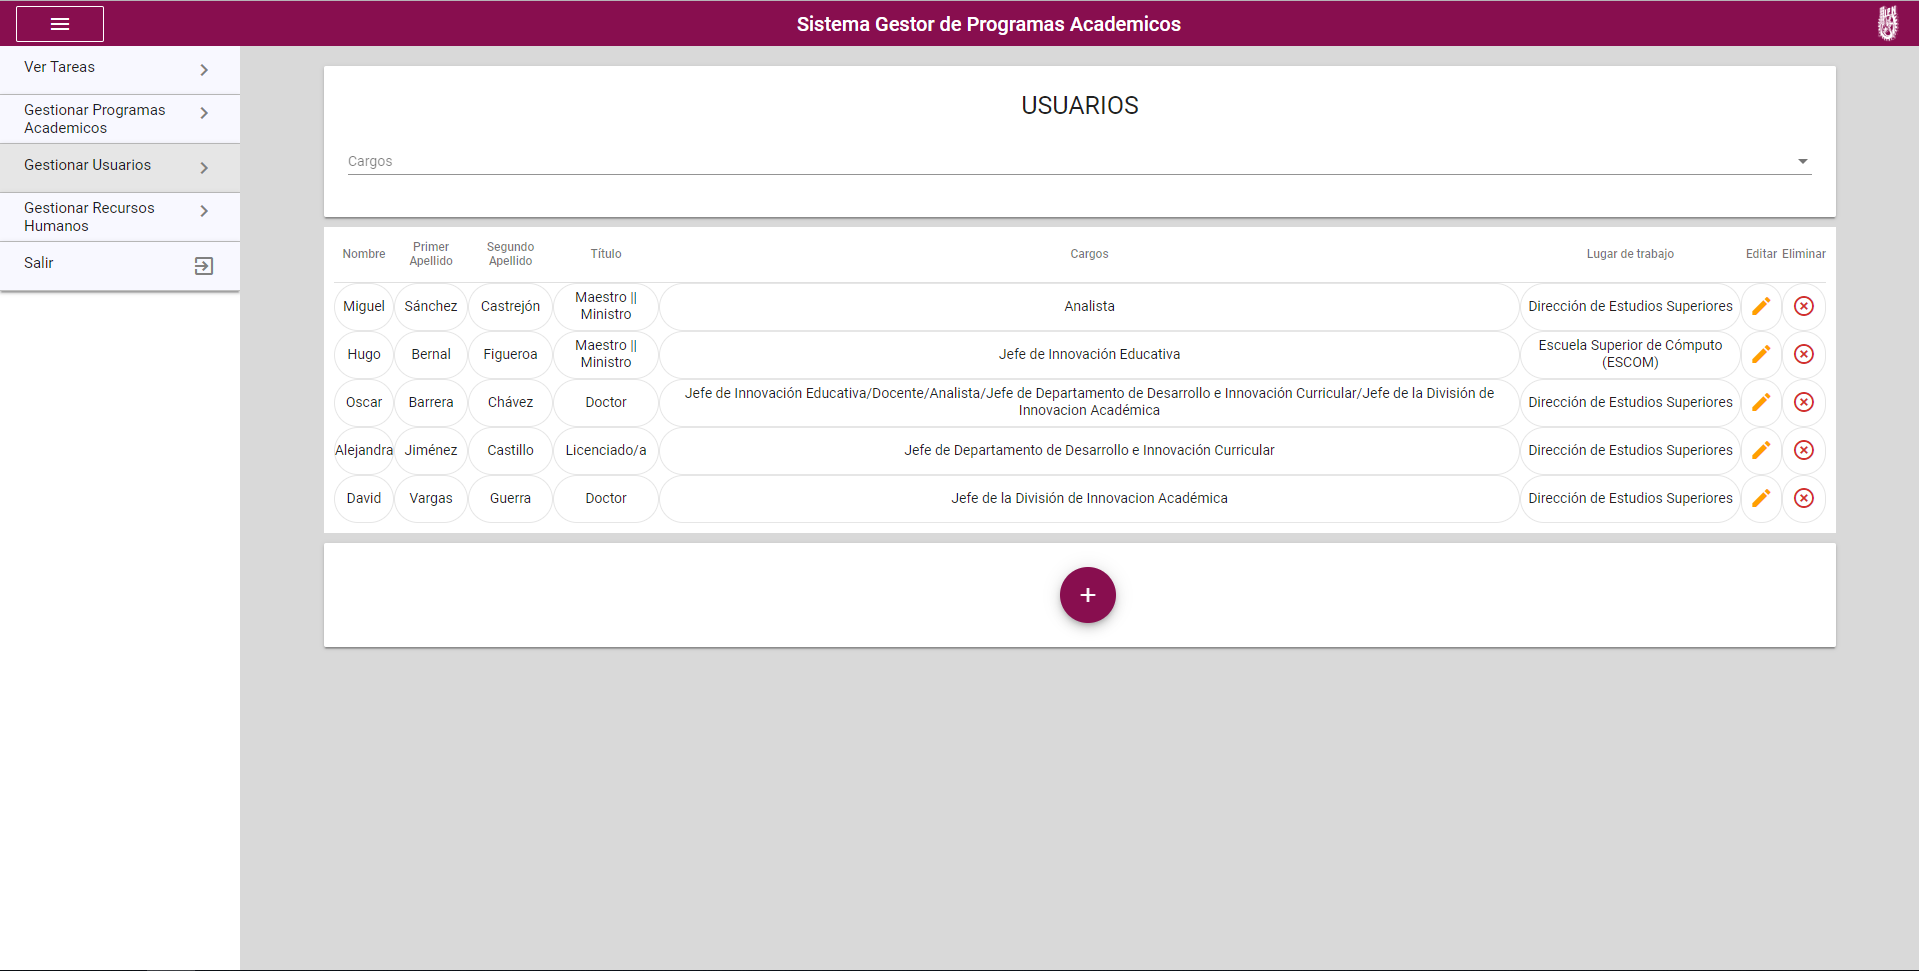 Sistema Gestor de Programas Academicos
Ver Tareas
Gestionar Programas
Academicos
Gestionar Usuarios
Gestionar Recursos
Humanos
Salir
USUARIOS
Cargos
Nombre Primer Apellido Segundo Apellido Título Cargos Lugar de trabajo Editar Eliminar
Miguel Sánchez Castrejón Maestro || Ministro Analista Dirección de Estudios Superiores
Hugo Bernal Figueroa Maestro || Ministro Jefe de Innovación Educativa Escuela Superior de Cómputo (ESCOM)
Oscar Barrera Chávez Doctor Jefe de Innovación Educativa/Docente/Analista/Jefe de Departamento de Desarrollo e Innovación Curricular/Jefe de la División de Innovacion Académica Dirección de Estudios Superiores
Alejandra Jiménez Castillo Licenciado/a Jefe de Departamento de Desarrollo e Innovación Curricular Dirección de Estudios Superiores
David Vargas Guerra Doctor Jefe de la División de Innovacion Académica Dirección de Estudios Superiores
+